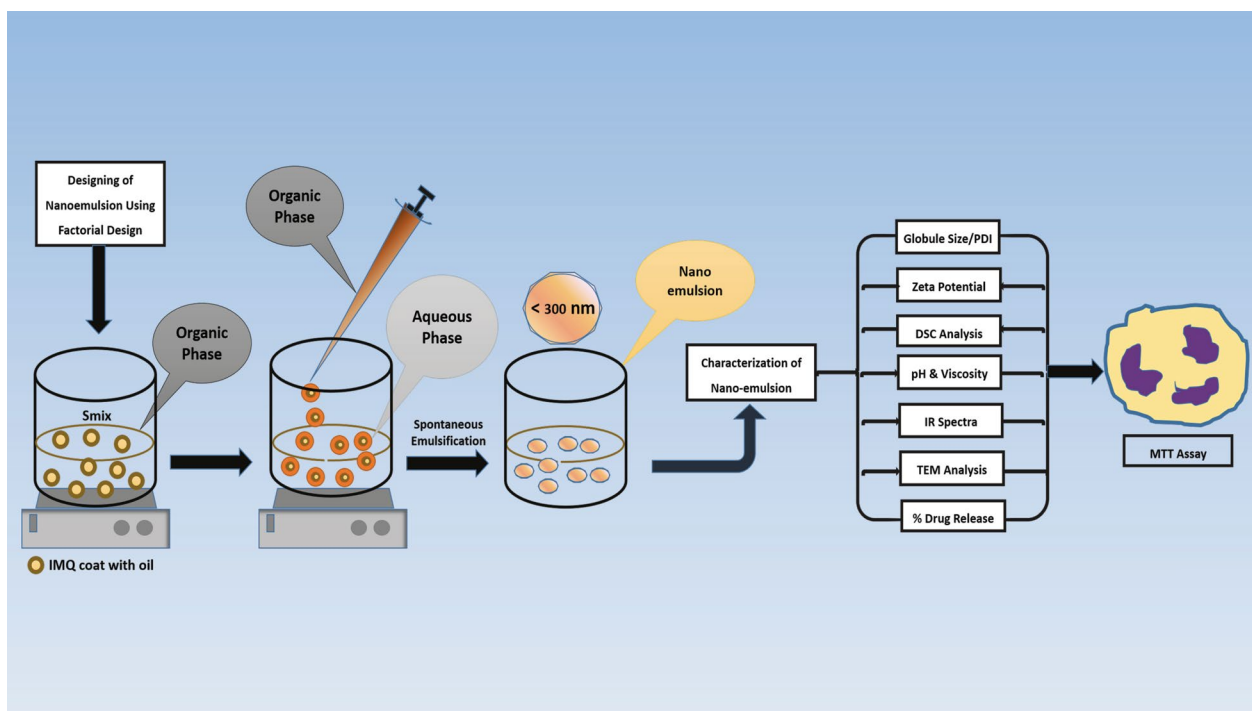 Designing of
Nanoemulsion Using
Factorial Design
Smix
Organic
Phase
IMQ coat with oil
Organic
Phase
Aqueous
Phase
Spontaneous
Emulsification
< 300 nm
Nano
emulsion
Characterization of
Nano-emulsion
Globule Size/PDI
Zeta Potential
DSC Analysis
pH & Viscosity
IR Spectra
TEM Analysis
% Drug Release
MTT Assay